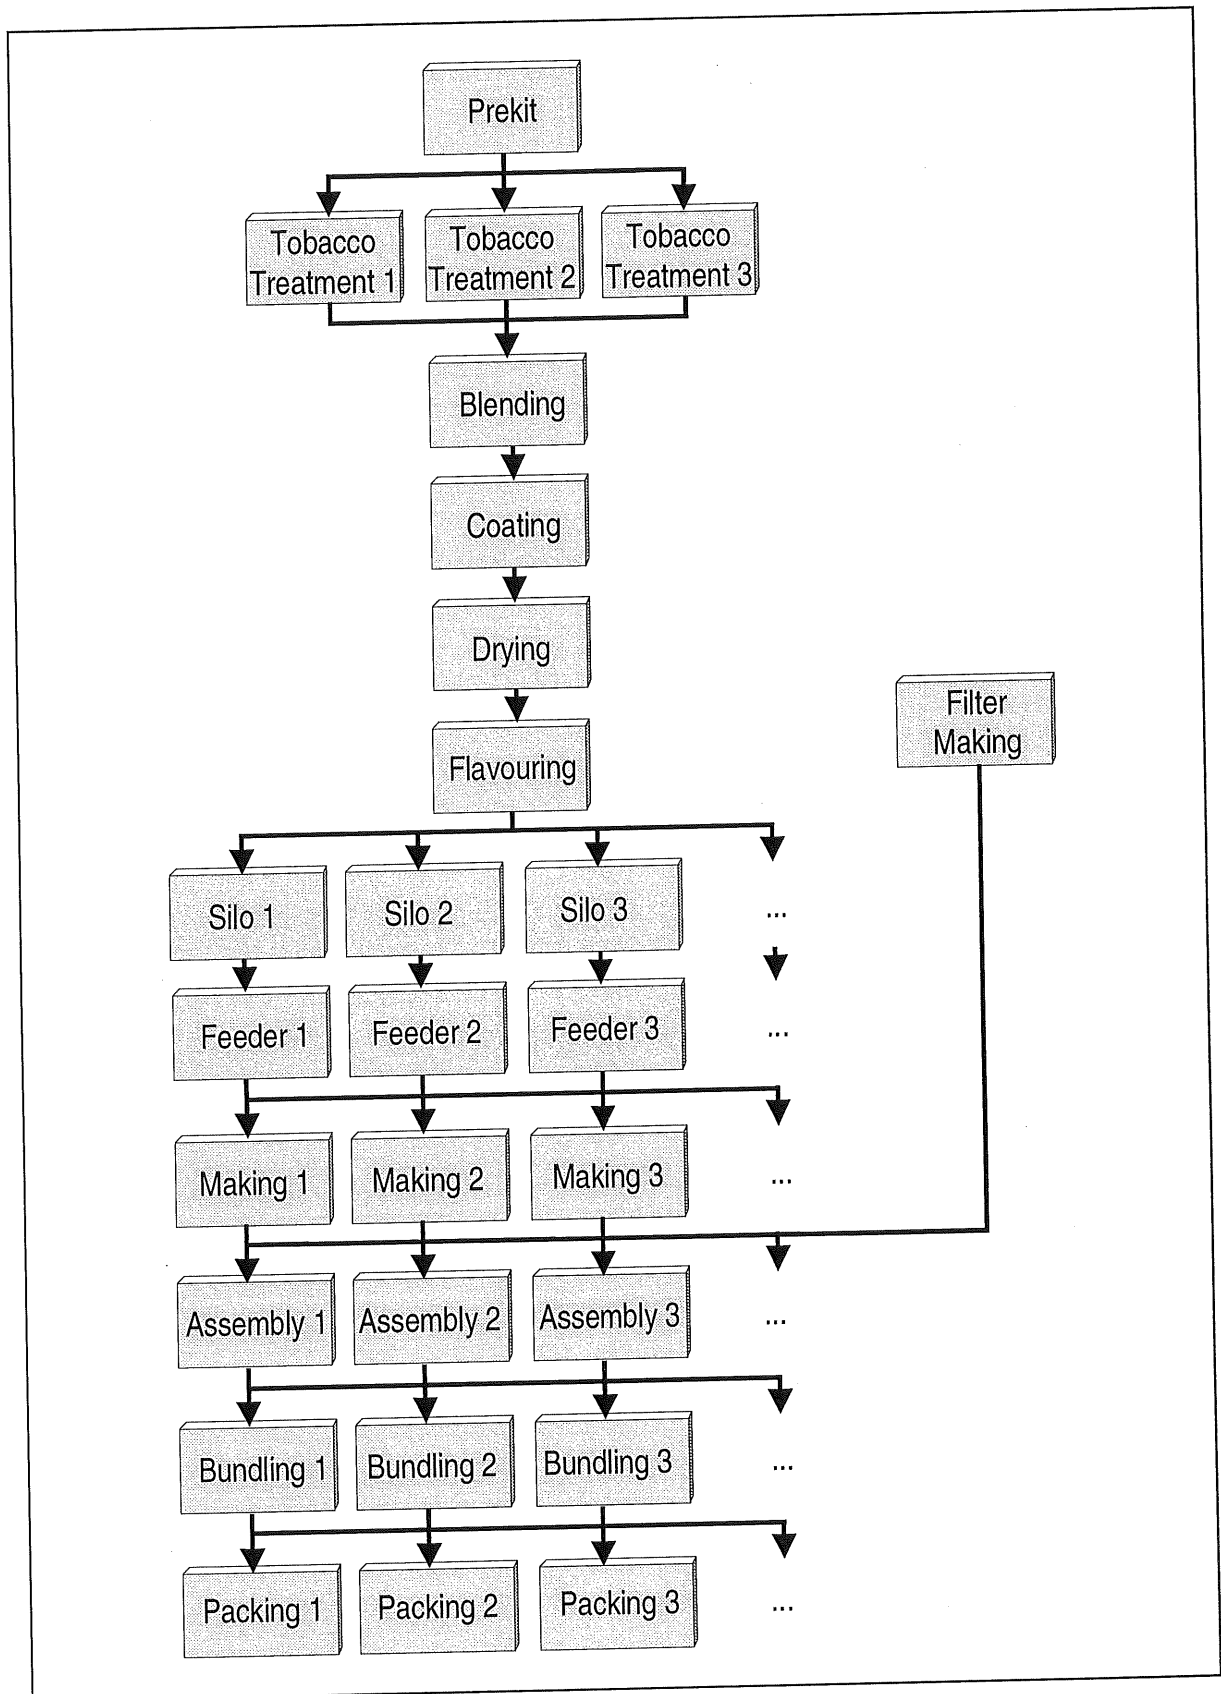 Prekit
Tobacco
Treatment 1
Tobacco
Treatment 2
Tobacco
Treatment 3
Blending
Coating
Drying
Filter
Making
Flavouring
Silo 1
Silo 2
Silo 3
...
Feeder 1
Feeder 2
Feeder 3
...
Making 1
Making 2
Making 3
...
Assembly 1
Assembly 2
Assembly 3
...
Bundling 1
Bundling 2
Bundling 3
...
Packing 1
Packing 2
Packing 3
...